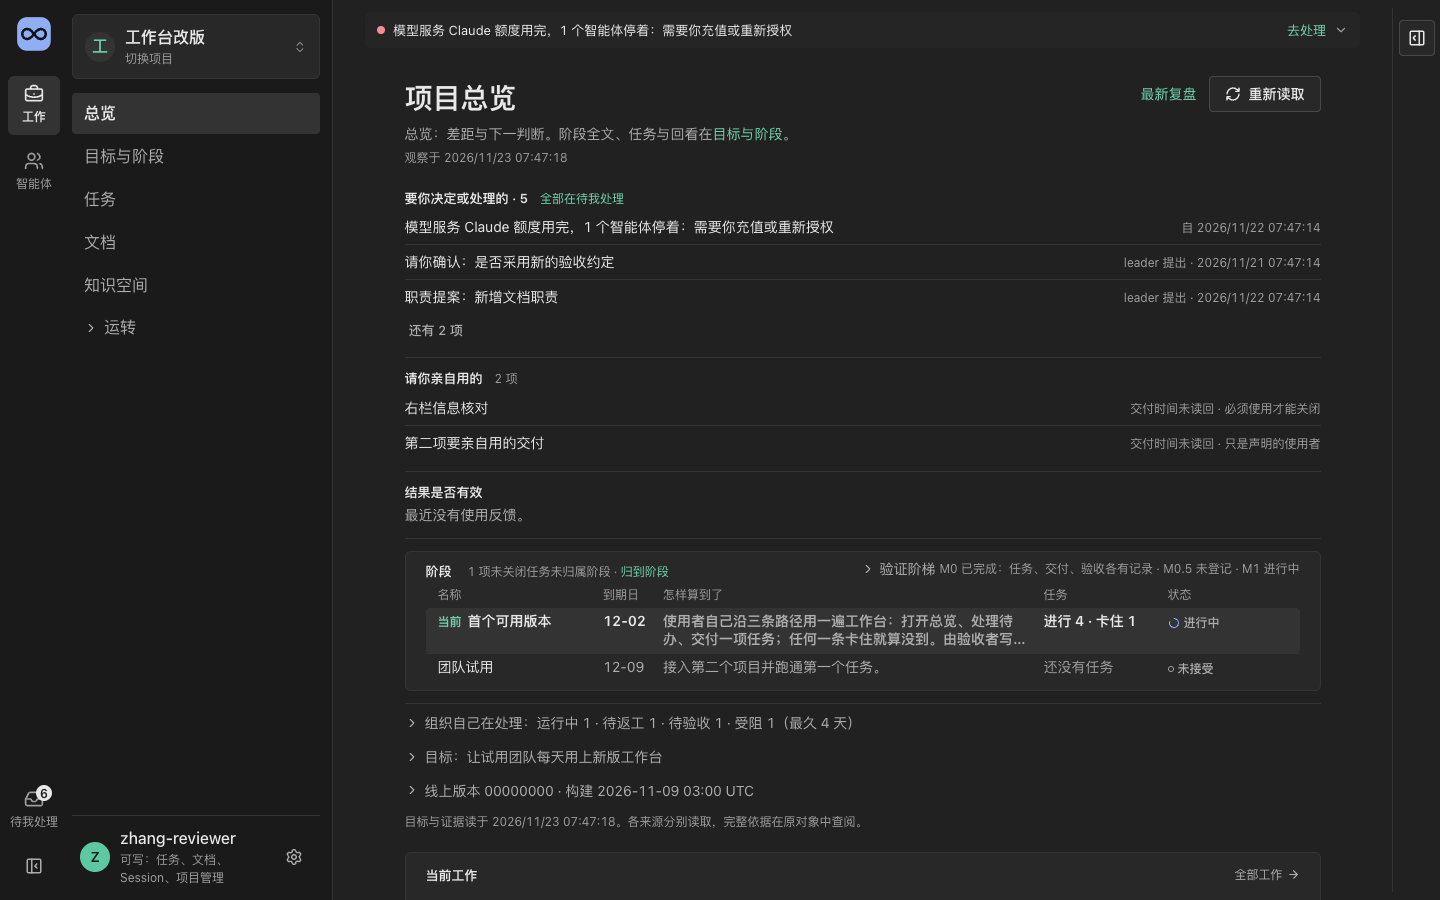 工作
智能体
6
待我处理
工
工作台改版
切换项目
总览
目标与阶段
任务
文档
知识空间
运转
Z
zhang-reviewer
可写：任务、文档、
Session、项目管理
模型服务 Claude 额度用完，1 个智能体停着：需要你充值或重新授权
去处理
项目总览
最新复盘
重新读取
总览：差距与下一判断。阶段全文、任务与回看在目标与阶段。
观察于 2026/11/23 07:47:18
要你决定或处理的 · 5 全部在待我处理
模型服务 Claude 额度用完，1 个智能体停着：需要你充值或重新授权 自 2026/11/22 07:47:14
请你确认：是否采用新的验收约定 leader 提出 · 2026/11/21 07:47:14
职责提案：新增文档职责 leader 提出 · 2026/11/22 07:47:14
还有 2 项
请你亲自用的 2 项
右栏信息核对 交付时间未读回 · 必须使用才能关闭
第二项要亲自用的交付 交付时间未读回 · 只是声明的使用者
结果是否有效
最近没有使用反馈。
阶段 1 项未关闭任务未归属阶段 · 归到阶段 验证阶梯 M0 已完成：任务、交付、验收各有记录 · M0.5 未登记 · M1 进行中
名称 到期日 怎样算到了 任务 状态
当前 首个可用版本 12-02 使用者自己沿三条路径用一遍工作台：打开总览、处理待 进行 4 · 卡住 1 进行中
办、交付一项任务；任何一条卡住就算没到。由验收者写...
团队试用 12-09 接入第二个项目并跑通第一个任务。 还没有任务 未接受
组织自己在处理：运行中 1 · 待返工 1 · 待验收 1 · 受阻 1（最久 4 天）
目标：让试用团队每天用上新版工作台
线上版本 00000000 · 构建 2026-11-09 03:00 UTC
目标与证据读于 2026/11/23 07:47:18。各来源分别读取，完整依据在原对象中查阅。
当前工作 全部工作